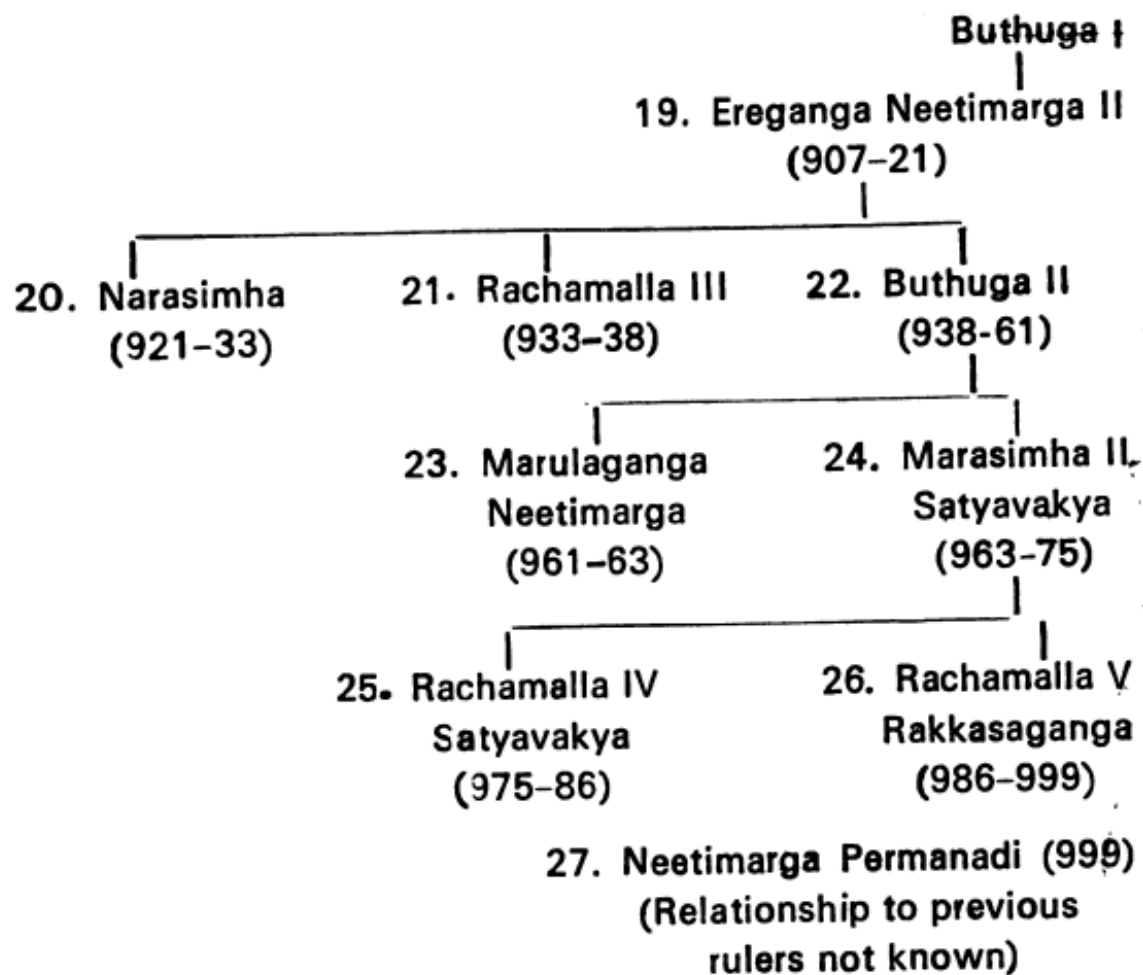 Buthuga I
19. Ereganga Neetimarga II
(907–21)
20. Narasimha 21. Rachamalla III 22. Buthuga II
(921–33) (933–38) (938-61)
23. Marulaganga 24. Marasimha II
Neetimarga Satyavakya
(961–63) (963–75)
25. Rachamalla IV 26. Rachamalla V
Satyavakya Rakkasaganga
(975–86) (986–999)
27. Neetimarga Permanadi (999)
(Relationship to previous
rulers not known)